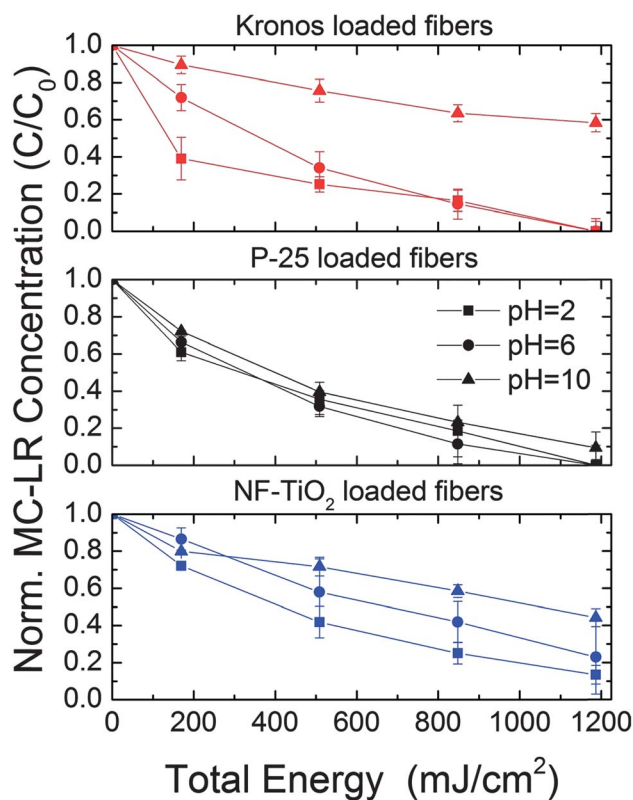 Kronos loaded fibers
1.0
0.8
0.6
0.4
0.2
0.0
P-25 loaded fibers
1.0
0.8
0.6
0.4
0.2
0.0
pH=2
pH=6
pH=10
NF-TiO₂ loaded fibers
1.0
0.8
0.6
0.4
0.2
0.0
0 200 400 600 800 1000 1200
Norm. MC-LR Concentration (C/C₀)
Total Energy (mJ/cm²)